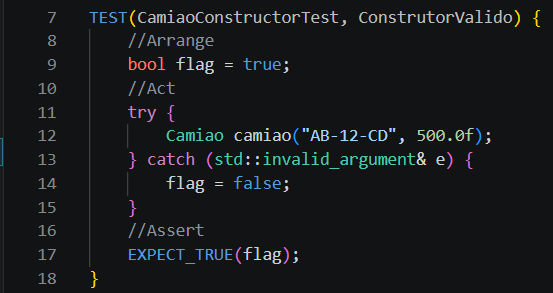 7 TEST(CamiaoConstructorTest, ConstrutorValido) {
8 //Arrange
9 bool flag = true;
10 //Act
11 try {
12 Camiao camiao("AB-12-CD", 500.0f);
13 } catch (std::invalid_argument& e) {
14 flag = false;
15 }
16 //Assert
17 EXPECT_TRUE(flag);
18 }